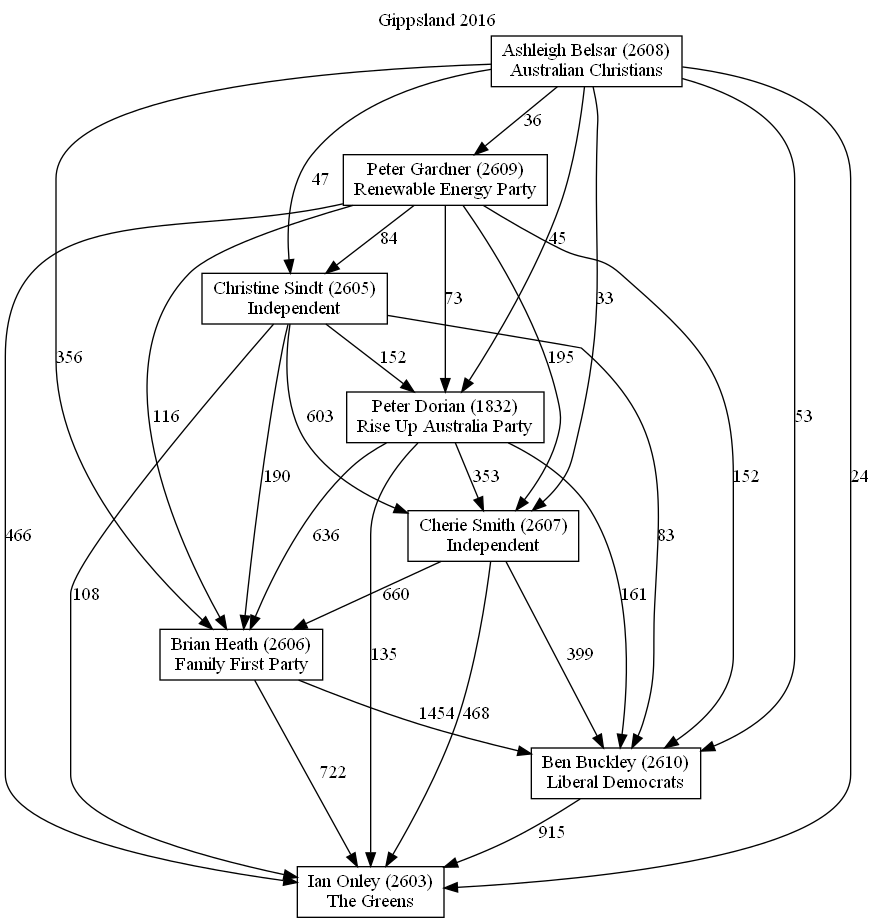 Gippsland 2016
Ashleigh Belsar (2608)
Australian Christians
36
Peter Gardner (2609)
Renewable Energy Party
47
84
45
73
33
Christine Sindt (2605)
Independent
356
152
195
Peter Dorian (1832)
Rise Up Australia Party
116
603
53
190
353
152
24
Cherie Smith (2607)
Independent
466
636
83
108
660
161
Brian Heath (2606)
Family First Party
135
399
1454
468
Ben Buckley (2610)
Liberal Democrats
722
915
Ian Onley (2603)
The Greens